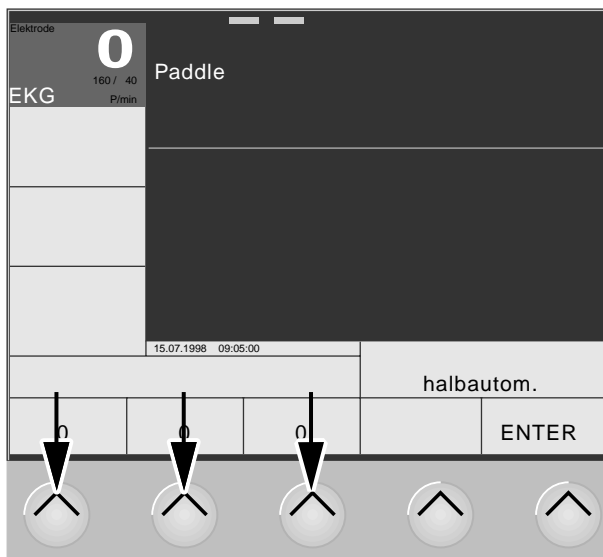 Elektrode
0
160 / 40
EKG P/min
Paddle
15.07.1998 09:05:00
halbautom.
0 0 0 ENTER